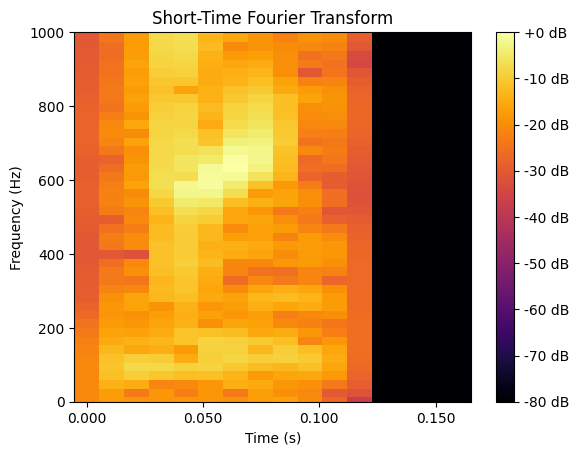 Short-Time Fourier Transform
1000
800
600
400
200
0
Frequency (Hz)
0.000
0.050
0.100
0.150
Time (s)
+0 dB
-10 dB
-20 dB
-30 dB
-40 dB
-50 dB
-60 dB
-70 dB
-80 dB